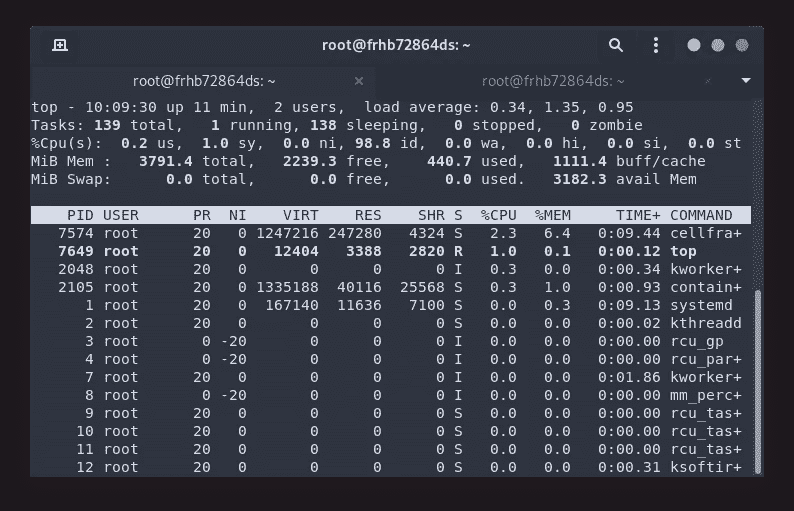 root@frhb72864ds: ~
root@frhb72864ds: ~ root@frhb72864ds: ~
top - 10:09:30 up 11 min,  2 users,  load average: 0.34, 1.35, 0.95
Tasks: 139 total,   1 running, 138 sleeping,   0 stopped,   0 zombie
%Cpu(s):  0.2 us,  1.0 sy,  0.0 ni, 98.8 id,  0.0 wa,  0.0 hi,  0.0 si,  0.0 st
MiB Mem :   3791.4 total,   2239.3 free,    440.7 used,   1111.4 buff/cache
MiB Swap:      0.0 total,      0.0 free,      0.0 used.   3182.3 avail Mem
PID USER      PR  NI    VIRT    RES    SHR S  %CPU  %MEM     TIME+ COMMAND
7574 root      20   0 1247216 247280   4324 S   2.3   6.4   0:09.44 cellfra+
7649 root      20   0   12404   3388   2820 R   1.0   0.1   0:00.12 top
2048 root      20   0       0      0      0 I   0.3   0.0   0:00.34 kworker+
2105 root      20   0 1335188  40116  25568 S   0.3   1.0   0:00.93 contain+
1 root      20   0  167140  11636   7100 S   0.0   0.3   0:09.13 systemd
2 root      20   0       0      0      0 S   0.0   0.0   0:00.02 kthreadd
3 root       0 -20       0      0      0 I   0.0   0.0   0:00.00 rcu_gp
4 root       0 -20       0      0      0 I   0.0   0.0   0:00.00 rcu_par+
7 root      20   0       0      0      0 I   0.0   0.0   0:01.86 kworker+
8 root       0 -20       0      0      0 I   0.0   0.0   0:00.00 mm_perc+
9 root      20   0       0      0      0 S   0.0   0.0   0:00.00 rcu_tas+
10 root      20   0       0      0      0 S   0.0   0.0   0:00.00 rcu_tas+
11 root      20   0       0      0      0 S   0.0   0.0   0:00.00 rcu_tas+
12 root      20   0       0      0      0 S   0.0   0.0   0:00.31 ksoftir+